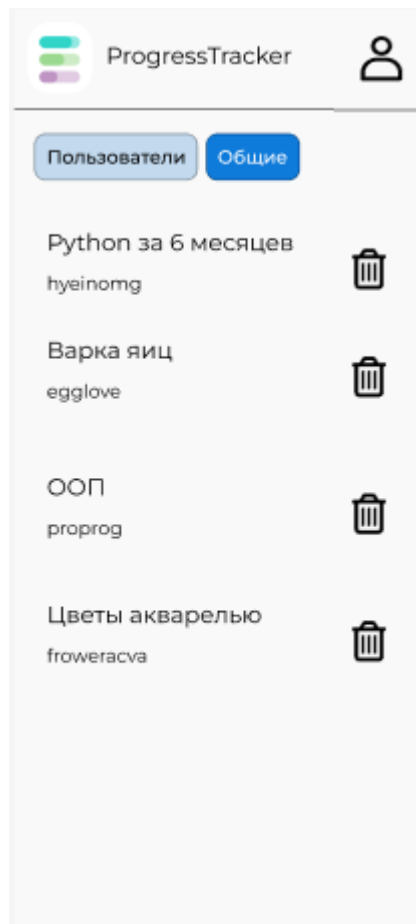 ProgressTracker
Пользователи Общие
Python за 6 месяцев
hyeinomg
Варка яиц
egglove
ООП
proprog
Цветы акварелью
froweracva